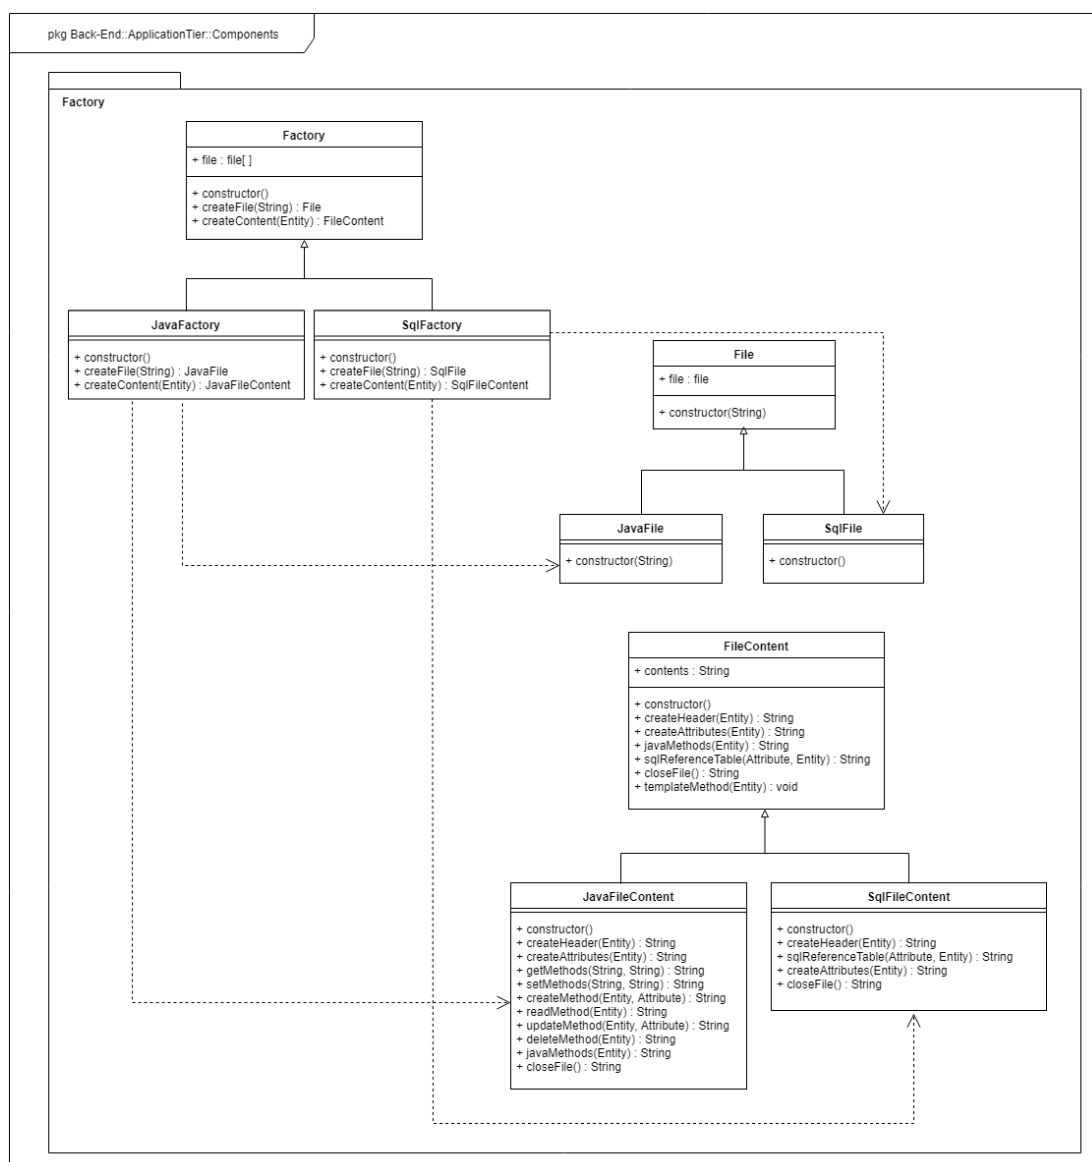 pkg Back-End::ApplicationTier::Components
Factory
Factory
+ file : file[ ]
+ constructor()
+ createFile(String) : File
+ createContent(Entity) : FileContent
JavaFactory
+ constructor()
+ createFile(String) : JavaFile
+ createContent(Entity) : JavaFileContent
SqlFactory
+ constructor()
+ createFile(String) : SqlFile
+ createContent(Entity) : SqlFileContent
File
+ file : file
+ constructor(String)
JavaFile
+ constructor(String)
SqlFile
+ constructor()
FileContent
+ contents : String
+ constructor()
+ createHeader(Entity) : String
+ createAttributes(Entity) : String
+ javaMethods(Entity) : String
+ sqlReferenceTable(Attribute, Entity) : String
+ closeFile() : String
+ templateMethod(Entity) : void
JavaFileContent
+ constructor()
+ createHeader(Entity) : String
+ createAttributes(Entity) : String
+ getMethods(String, String) : String
+ setMethods(String, String) : String
+ createMethod(Entity, Attribute) : String
+ readMethod(Entity) : String
+ updateMethod(Entity, Attribute) : String
+ deleteMethod(Entity) : String
+ javaMethods(Entity) : String
+ closeFile() : String
SqlFileContent
+ constructor()
+ createHeader(Entity) : String
+ sqlReferenceTable(Attribute, Entity) : String
+ createAttributes(Entity) : String
+ closeFile() : String